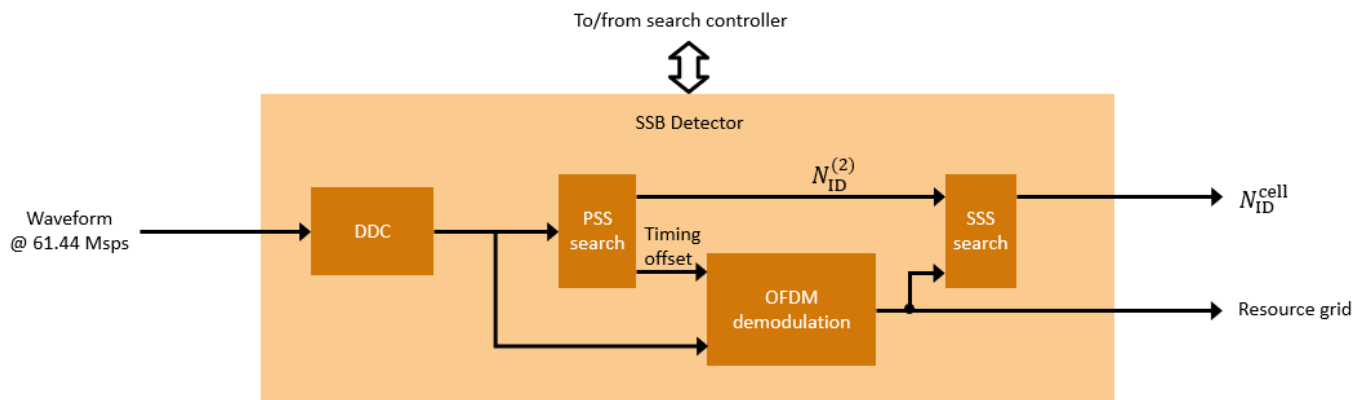 To/from search controller
SSB Detector
Waveform
@ 61.44 Msps
DDC
PSS
search
N_ID^(2)
Timing
offset
OFDM
demodulation
SSS
search
N_ID^cell
Resource grid